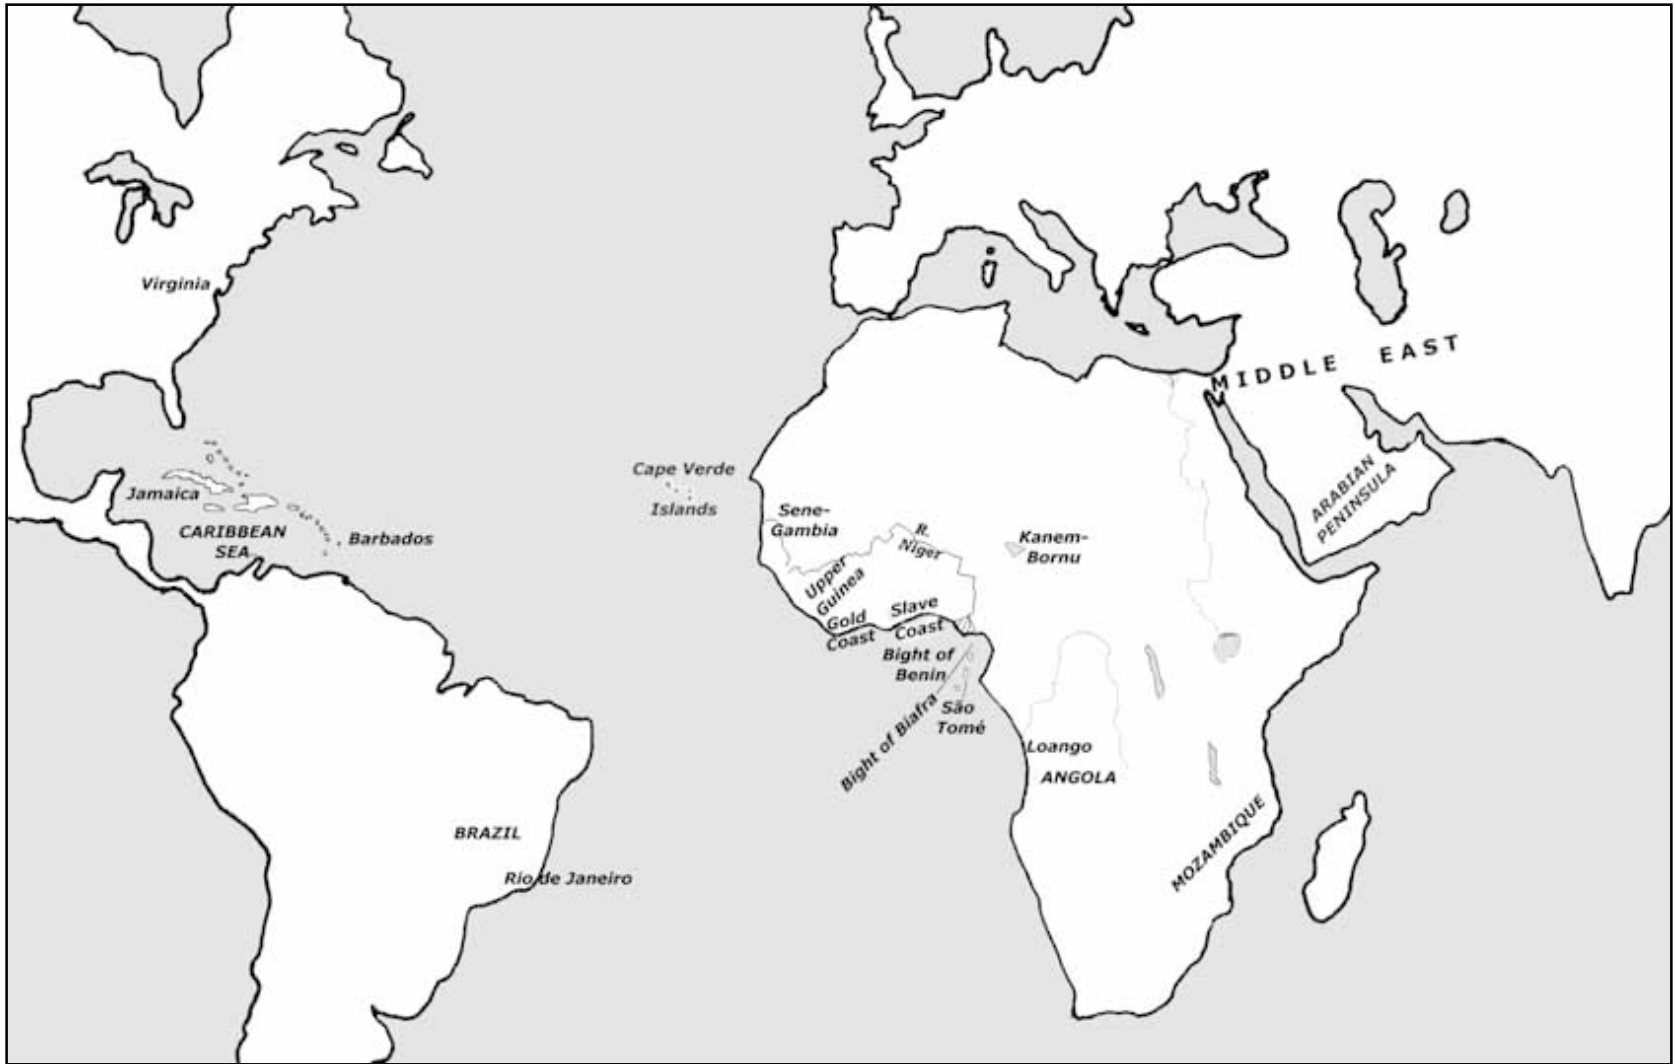 Virginia
MIDDLE EAST
Cape Verde
Islands
ARABIAN
PENINSULA
Jamaica
CARIBBEAN
SEA
Barbados
Sene-
Gambia
R.
Niger
Kanem-
Bornu
Upper
Guinea
Gold
Coast
Slave
Coast
Bight of
Benin
Bight of Biafra
São
Tomé
Loango
ANGOLA
MOZAMBIQUE
BRAZIL
Rio de Janeiro